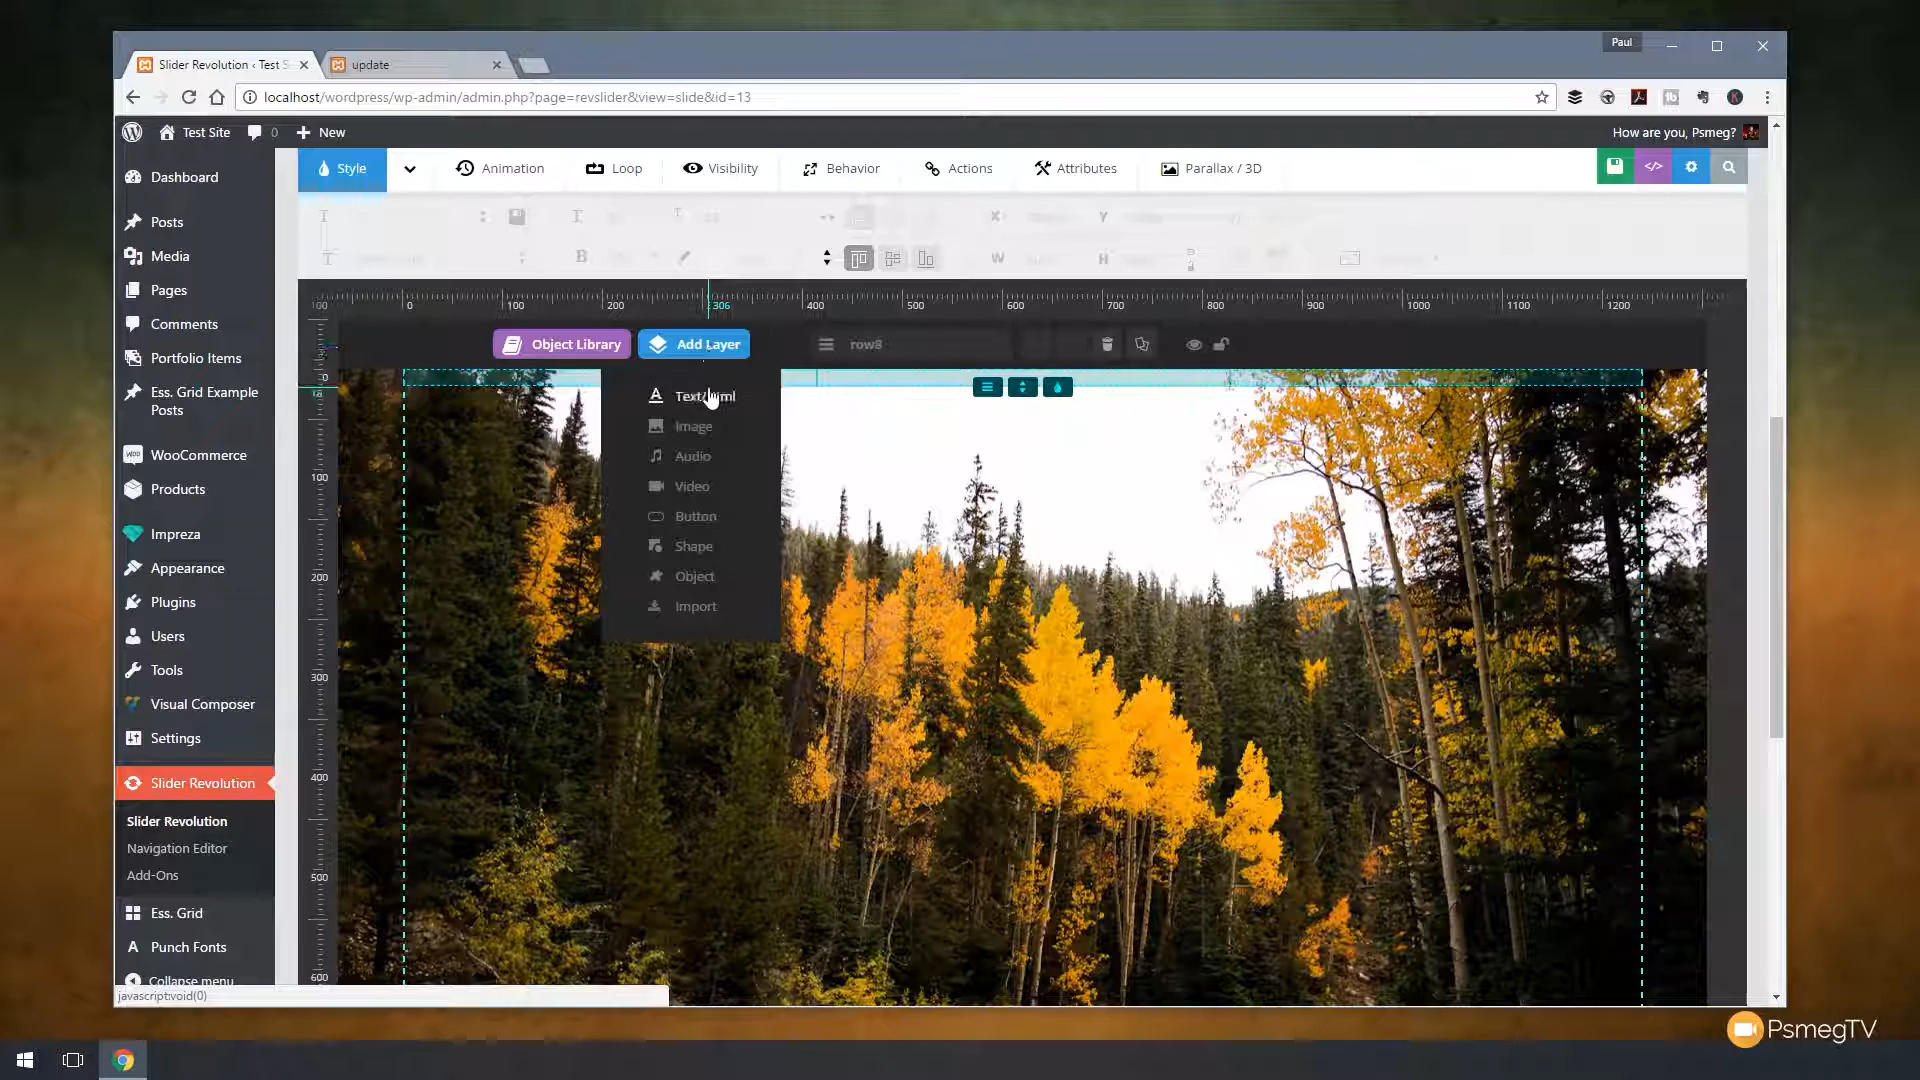 Paul
Slider Revolution ‹ Test S
update
localhost/wordpress/wp-admin/admin.php?page=revslider&view=slide&id=13
Test Site
0
New
How are you, Psmeg?
Style
Animation
Loop
Visibility
Behavior
Actions
Attributes
Parallax / 3D
</>
X
Y
B
W
H
100
0
100
200
306
400
500
600
700
800
900
1000
1100
1200
Object Library
Add Layer
row8
Text/Html
Image
Audio
Video
Button
Shape
Object
Import
0
100
200
300
400
500
600
Dashboard
Posts
Media
Pages
Comments
Portfolio Items
Ess. Grid Example
Posts
WooCommerce
Products
Impreza
Appearance
Plugins
Users
Tools
Visual Composer
Settings
Slider Revolution
Slider Revolution
Navigation Editor
Add-Ons
Ess. Grid
Punch Fonts
Collapse menu
javascript:void(0)
PsmegTV